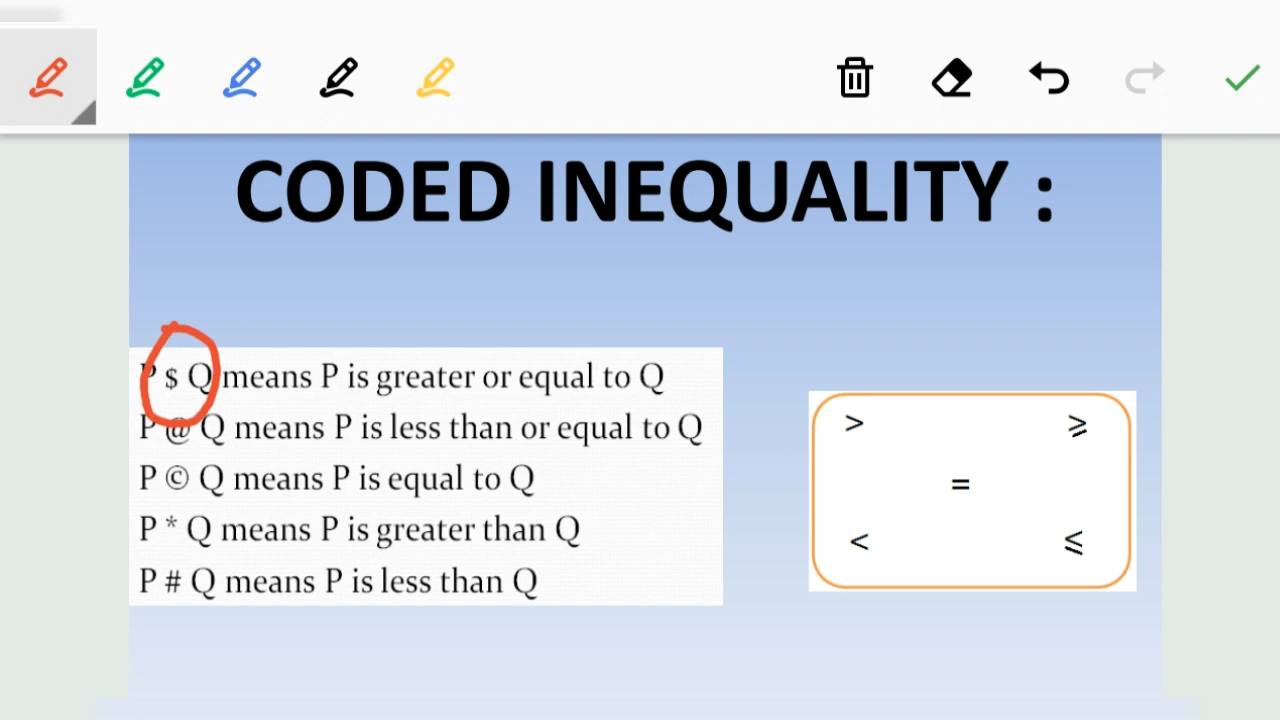 CODED INEQUALITY :
P $ Q means P is greater or equal to Q
P @ Q means P is less than or equal to Q
P © Q means P is equal to Q
P * Q means P is greater than Q
P # Q means P is less than Q
> ⩾
=
< ⩽